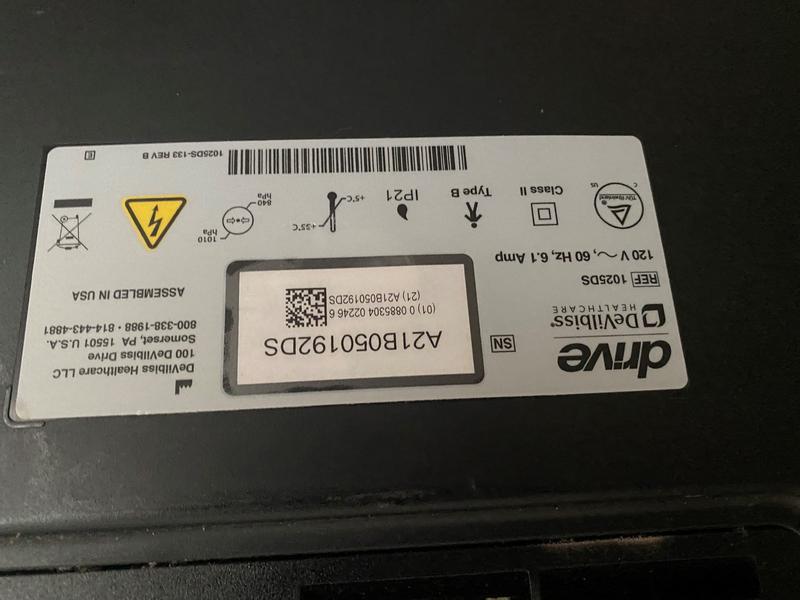 drive
DeVilbiss®
HEALTHCARE
REF 1025DS
120 V ~, 60 Hz, 6.1 Amp
C US
TÜVRheinland
SN
A21B050192DS
(01) 0 0885304 02246 6
(21) A21B050192DS
DeVilbiss Healthcare LLC
100 DeVilbiss Drive
Somerset, PA 15501 U.S.A.
800-338-1988 • 814-443-4881
ASSEMBLED IN USA
Class II
Type B
IP21
+5°C
+35°C
840
hPa
1010
hPa
1025DS-133 REV B
E